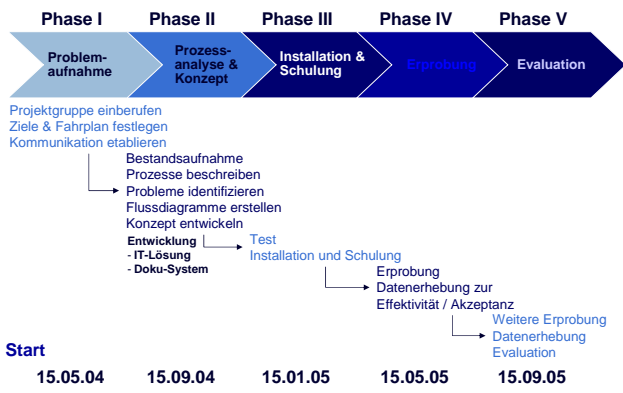 Phase I
Phase II
Phase III
Phase IV
Phase V
Problem-
aufnahme
Prozess-
analyse &
Konzept
Installation &
Schulung
Erprobung
Evaluation
Projektgruppe einberufen
Ziele & Fahrplan festlegen
Kommunikation etablieren
Bestandsaufnahme
Prozesse beschreiben
Probleme identifizieren
Flussdiagramme erstellen
Konzept entwickeln
Entwicklung
- IT-Lösung
- Doku-System
Test
Installation und Schulung
Erprobung
Datenerhebung zur
Effektivität / Akzeptanz
Weitere Erprobung
Datenerhebung
Evaluation
Start
15.05.04
15.09.04
15.01.05
15.05.05
15.09.05